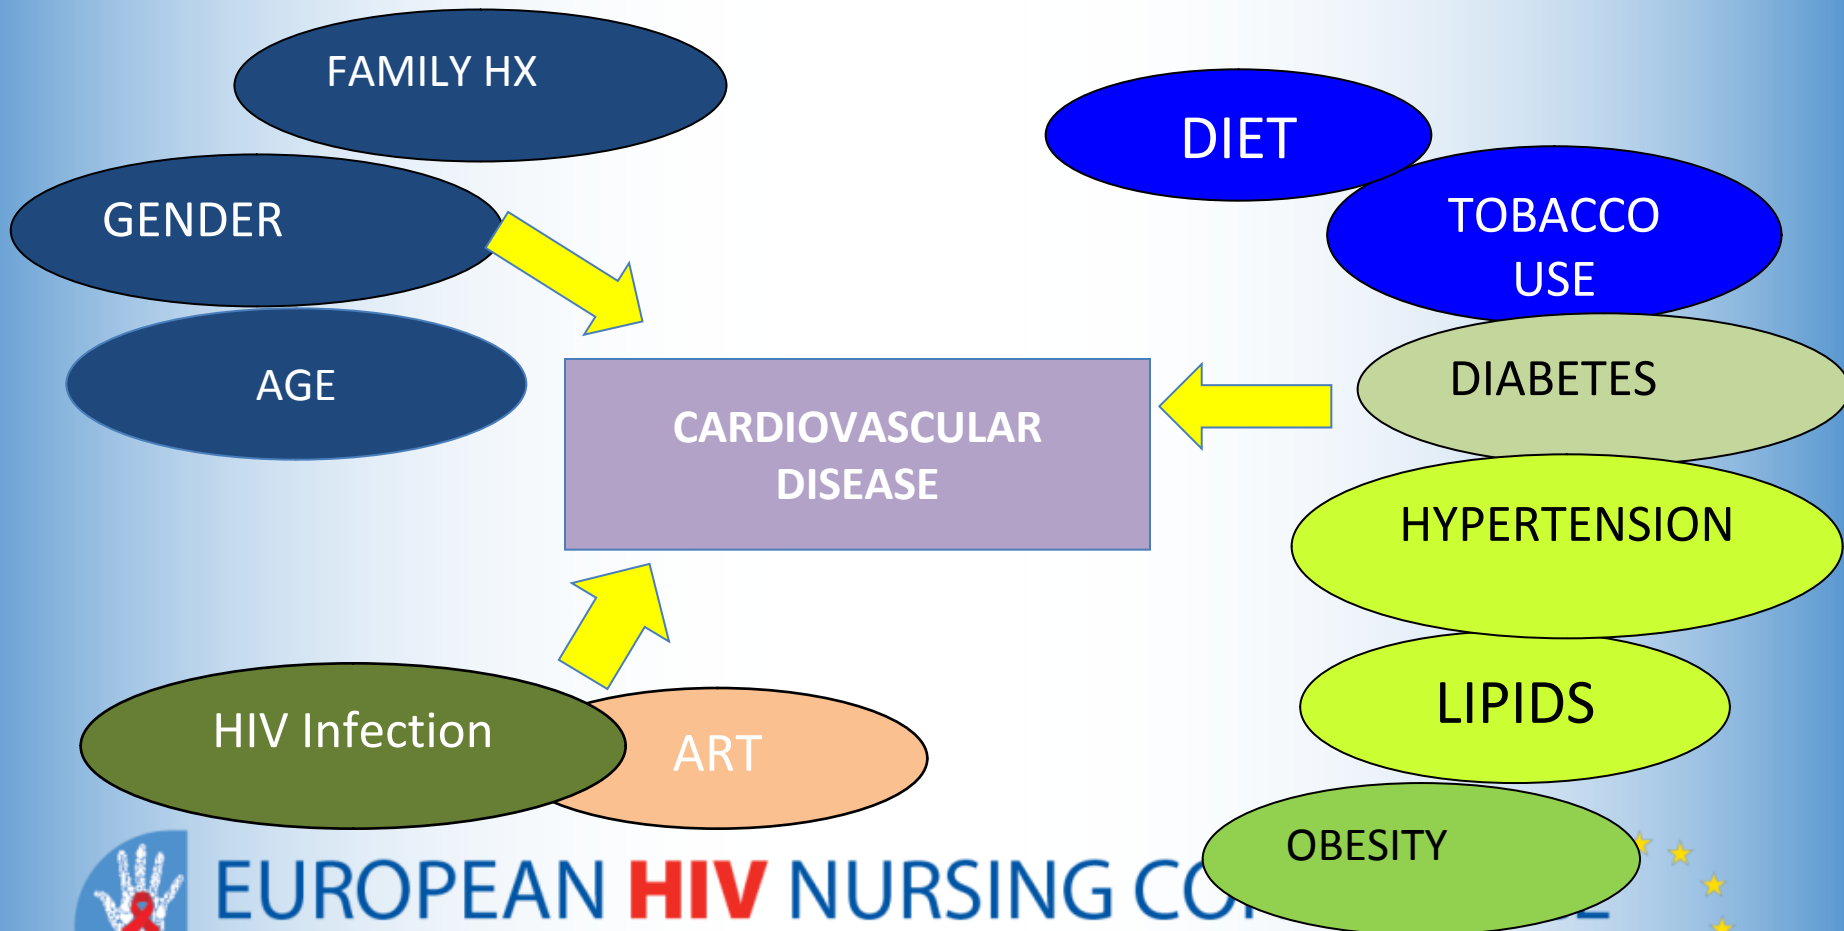 FAMILY HX
GENDER
AGE
DIET
TOBACCO
USE
DIABETES
HYPERTENSION
LIPIDS
OBESITY
CARDIOVASCULAR
DISEASE
HIV Infection
ART
EUROPEAN HIV NURSING